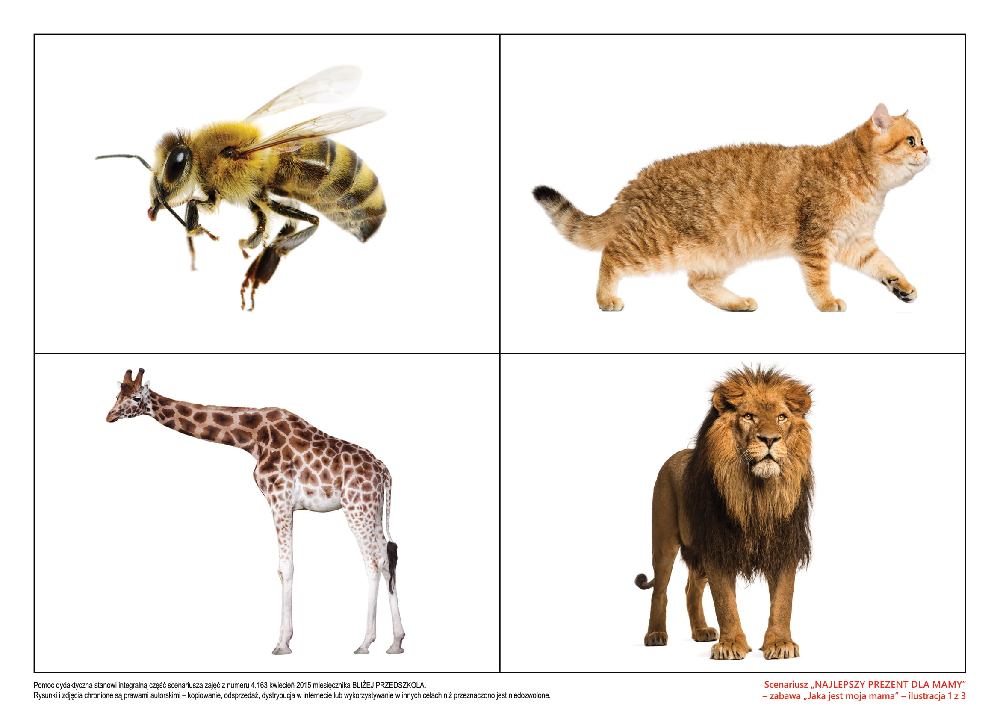 Pomoc dydaktyczna stanowi integralną część scenariusza zajęć z numeru 4.163 kwiecień 2015 miesięcznika BLIŻEJ PRZEDSZKOLA.
Rysunki i zdjęcia chronione są prawami autorskimi – kopiowanie, odsprzedaż, dystrybucja w internecie lub wykorzystywanie w innych celach niż przeznaczono jest niedozwolone.
Scenariusz „NAJLEPSZY PREZENT DLA MAMY”
– zabawa „Jaka jest moja mama” – ilustracja 1 z 3